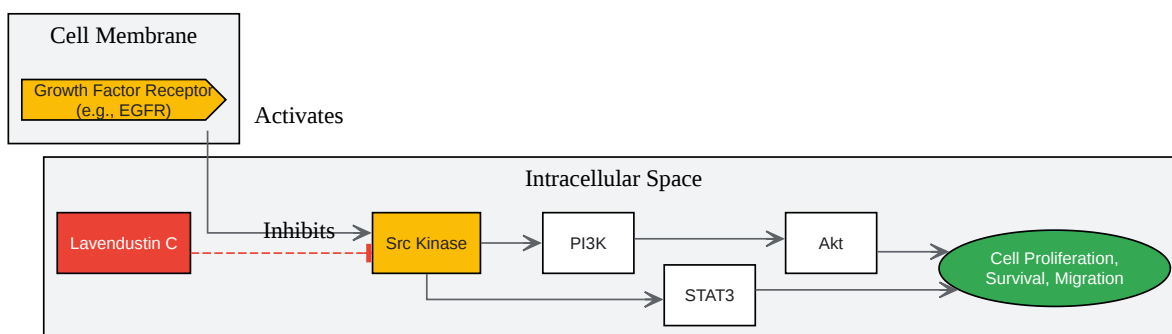 Cell Membrane
Growth Factor Receptor
(e.g., EGFR)
Activates
Intracellular Space
Lavendustin C
Inhibits
Src Kinase
PI3K
Akt
STAT3
Cell Proliferation,
Survival, Migration